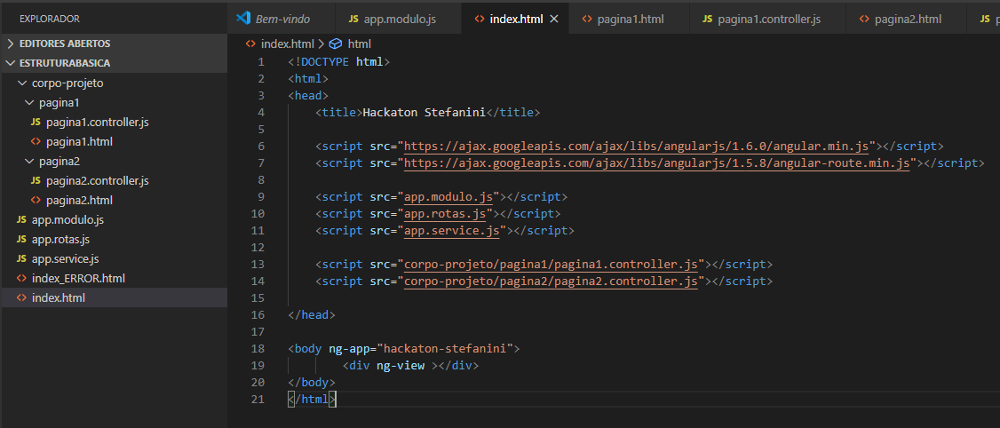 EXPLORADOR
EDITORES ABERTOS
ESTRUTURABASICA
corpo-projeto
pagina1
JS pagina1.controller.js
<> pagina1.html
pagina2
JS pagina2.controller.js
<> pagina2.html
JS app.modulo.js
JS app.rotas.js
JS app.service.js
<> index_ERROR.html
<> index.html
Bem-vindo JS app.modulo.js <> index.html × <> pagina1.html JS pagina1.controller.js <> pagina2.html JS
<> index.html > html
1 <!DOCTYPE html>
2 <html>
3 <head>
4 <title>Hackaton Stefanini</title>
5
6 <script src="https://ajax.googleapis.com/ajax/libs/angularjs/1.6.0/angular.min.js"></script>
7 <script src="https://ajax.googleapis.com/ajax/libs/angularjs/1.5.8/angular-route.min.js"></script>
8
9 <script src="app.modulo.js"></script>
10 <script src="app.rotas.js"></script>
11 <script src="app.service.js"></script>
12
13 <script src="corpo-projeto/pagina1/pagina1.controller.js"></script>
14 <script src="corpo-projeto/pagina2/pagina2.controller.js"></script>
15
16 </head>
17
18 <body ng-app="hackaton-stefanini">
19 <div ng-view ></div>
20 </body>
21 </html>